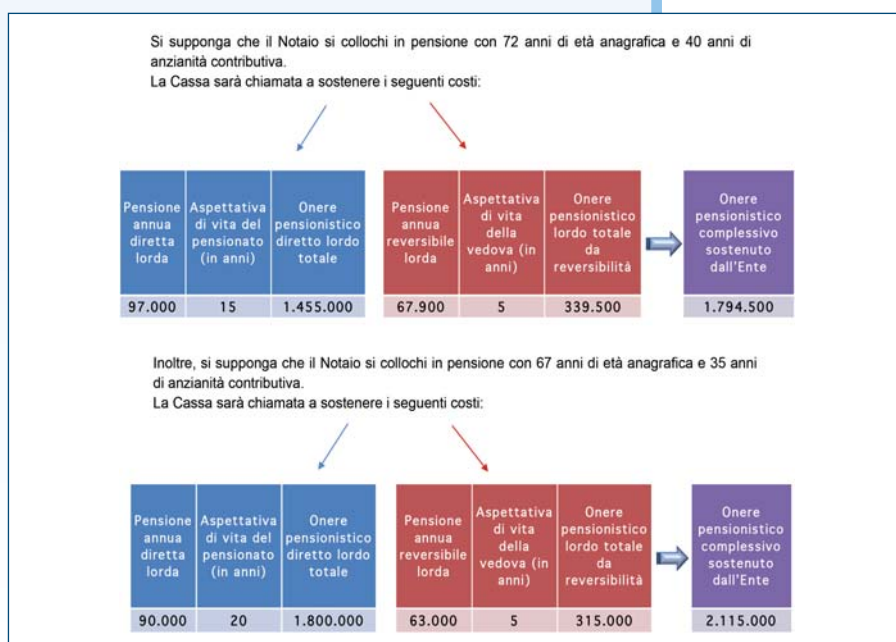 Si supponga che il Notaio si collochi in pensione con 72 anni di età anagrafica e 40 anni di
anzianità contributiva.
La Cassa sarà chiamata a sostenere i seguenti costi:
Pensione
annua
diretta
lorda
Aspettativa
di vita del
pensionato
(in anni)
Onere
pensionistico
diretto lordo
totale
Pensione
annua
reversibile
lorda
Aspettativa
di vita
della
vedova (in
anni)
Onere
pensionistico
lordo totale
da
reversibilità
Onere
pensionistico
complessivo
sostenuto
dall'Ente
97.000 15 1.455.000 67.900 5 339.500 1.794.500
Inoltre, si supponga che il Notaio si collochi in pensione con 67 anni di età anagrafica e 35 anni
di anzianità contributiva.
La Cassa sarà chiamata a sostenere i seguenti costi:
Pensione
annua
diretta
lorda
Aspettativa
di vita del
pensionato
(in anni)
Onere
pensionistico
diretto lordo
totale
Pensione
annua
reversibile
lorda
Aspettativa
di vita
della
vedova (in
anni)
Onere
pensionistico
lordo totale
da
reversibilità
Onere
pensionistico
complessivo
sostenuto
dall'Ente
90.000 20 1.800.000 63.000 5 315.000 2.115.000